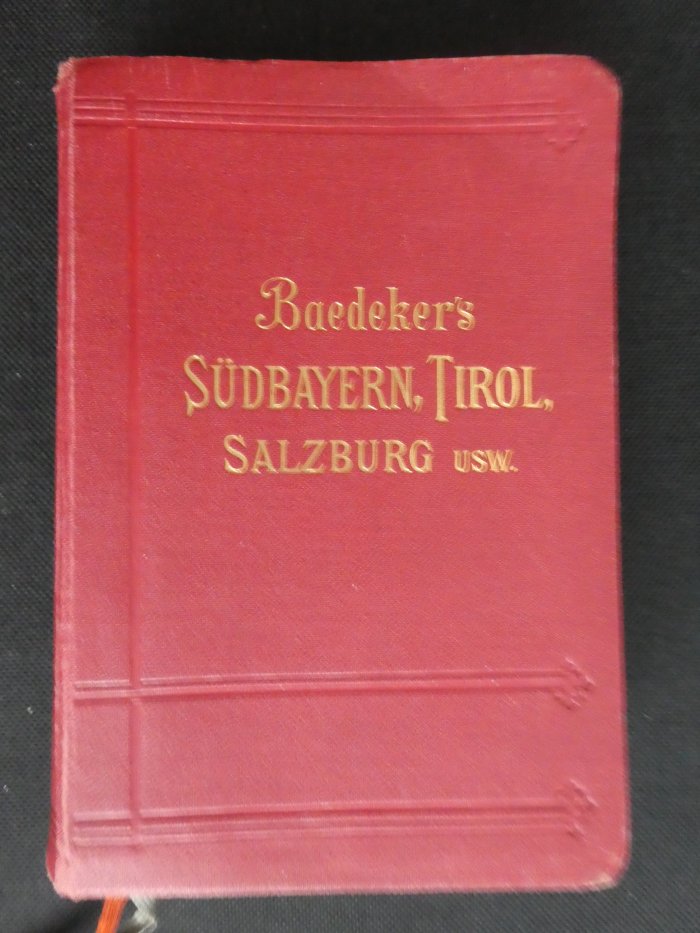 Baedeker's
SÜDBAYERN, TIROL,
SALZBURG USW.